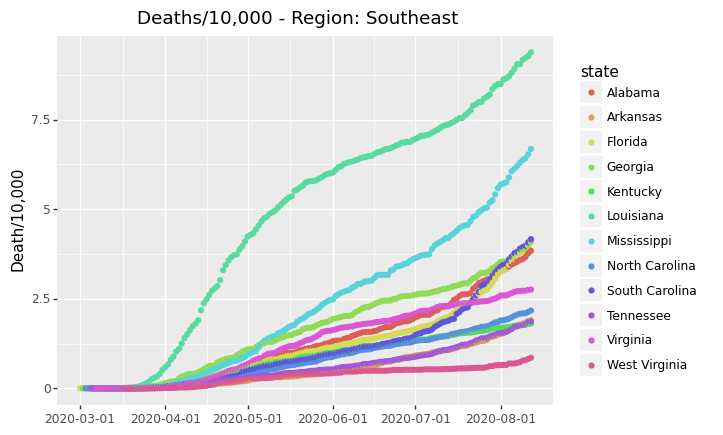 Deaths/10,000 - Region: Southeast
Death/10,000
7.5
5
2.5
0
2020-03-01 2020-04-01 2020-05-01 2020-06-01 2020-07-01 2020-08-01
state
Alabama
Arkansas
Florida
Georgia
Kentucky
Louisiana
Mississippi
North Carolina
South Carolina
Tennessee
Virginia
West Virginia